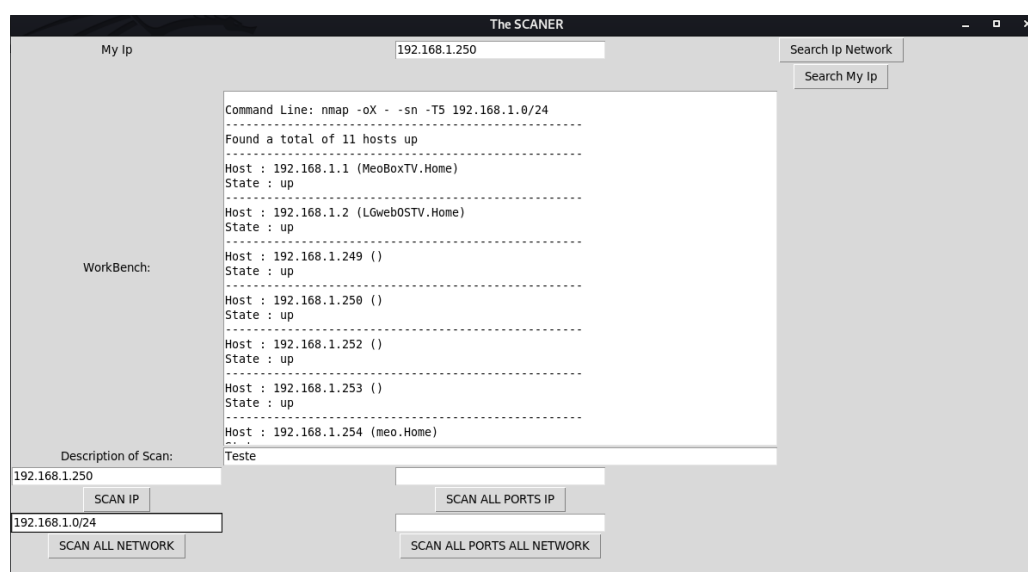 The SCANER
My Ip
192.168.1.250
Search Ip Network
Search My Ip
Command Line: nmap -oX - -sn -T5 192.168.1.0/24
----------------------------------------------------
Found a total of 11 hosts up
----------------------------------------------------
Host : 192.168.1.1 (MeoBoxTV.Home)
State : up
----------------------------------------------------
Host : 192.168.1.2 (LGwebOSTV.Home)
State : up
----------------------------------------------------
Host : 192.168.1.249 ()
State : up
----------------------------------------------------
Host : 192.168.1.250 ()
State : up
----------------------------------------------------
Host : 192.168.1.252 ()
State : up
----------------------------------------------------
Host : 192.168.1.253 ()
State : up
----------------------------------------------------
Host : 192.168.1.254 (meo.Home)
WorkBench:
Description of Scan:
Teste
192.168.1.250
SCAN IP
SCAN ALL PORTS IP
192.168.1.0/24
SCAN ALL NETWORK
SCAN ALL PORTS ALL NETWORK